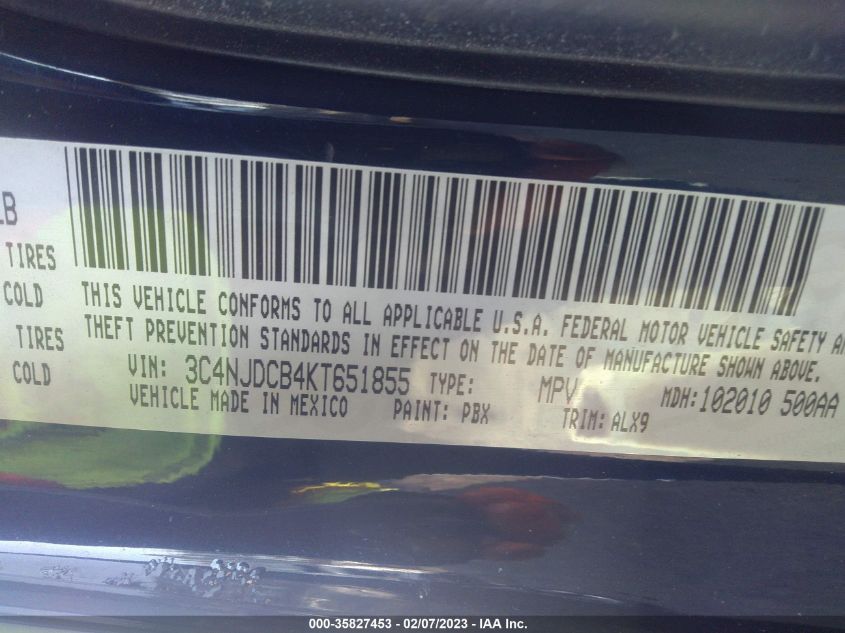 LB
TIRES
COLD
TIRES
COLD
THIS VEHICLE CONFORMS TO ALL APPLICABLE U.S.A. FEDERAL MOTOR VEHICLE SAFETY
THEFT PREVENTION STANDARDS IN EFFECT ON THE DATE OF MANUFACTURE SHOWN ABOVE.
VIN: 3C4NJDCB4KT651855 TYPE: MPV MDH: 102010 500AA
VEHICLE MADE IN MEXICO PAINT: PBX TRIM: ALX9
000-35827453 - 02/07/2023 - IAA Inc.